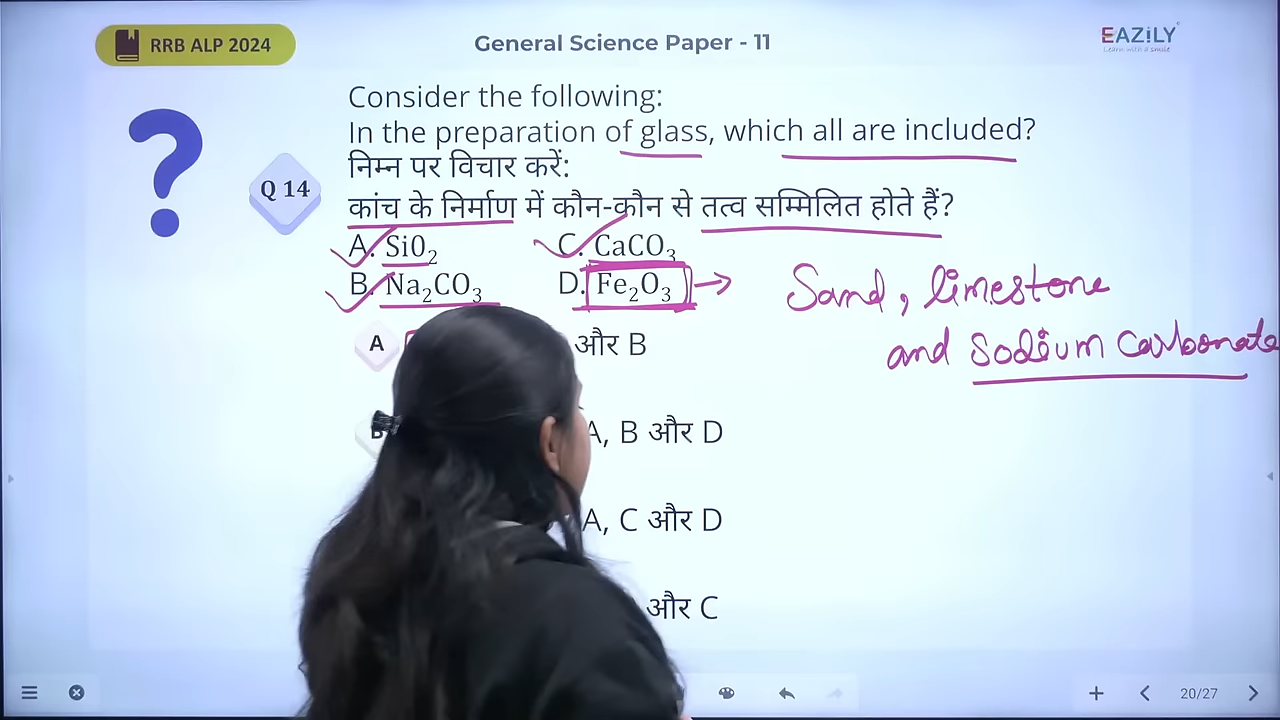 RRB ALP 2024
General Science Paper - 11
EAZiLY
Learn with a smile
Q 14
Consider the following:
In the preparation of glass, which all are included?
निम्न पर विचार करें:
कांच के निर्माण में कौन-कौन से तत्व सम्मिलित होते हैं?
A. SiO₂ C. CaCO₃
B. Na₂CO₃ D. Fe₂O₃ → Sand, limestone
and Sodium Carbonate
A और B
B A, B और D
A, C और D
और C
20/27